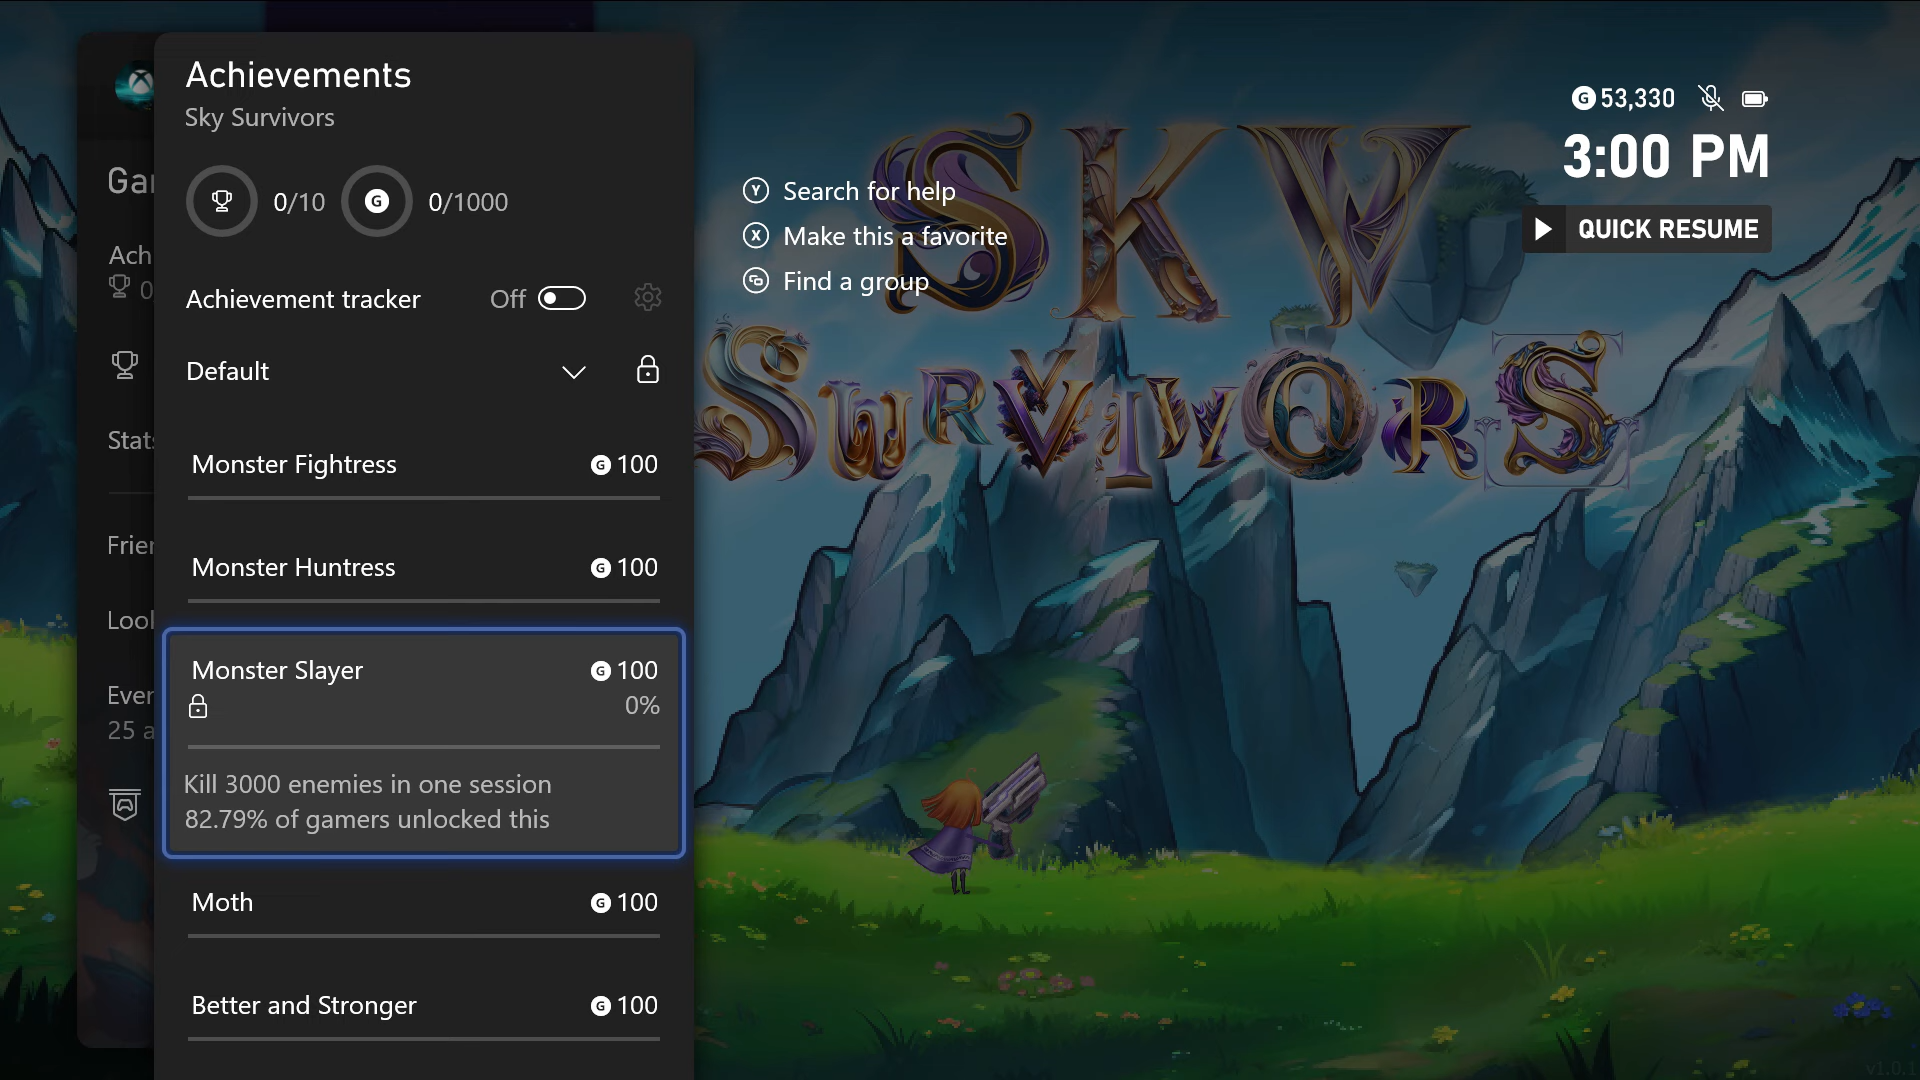 Achievements
Sky Survivors
0/10
0/1000
Achievement tracker
Off
Default
Monster Fightress
G 100
Monster Huntress
G 100
Monster Slayer
G 100
0%
Kill 3000 enemies in one session
82.79% of gamers unlocked this
Moth
G 100
Better and Stronger
G 100
Y Search for help
X Make this a favorite
Find a group
G 53,330
3:00 PM
QUICK RESUME
SKY
SURVIVORS